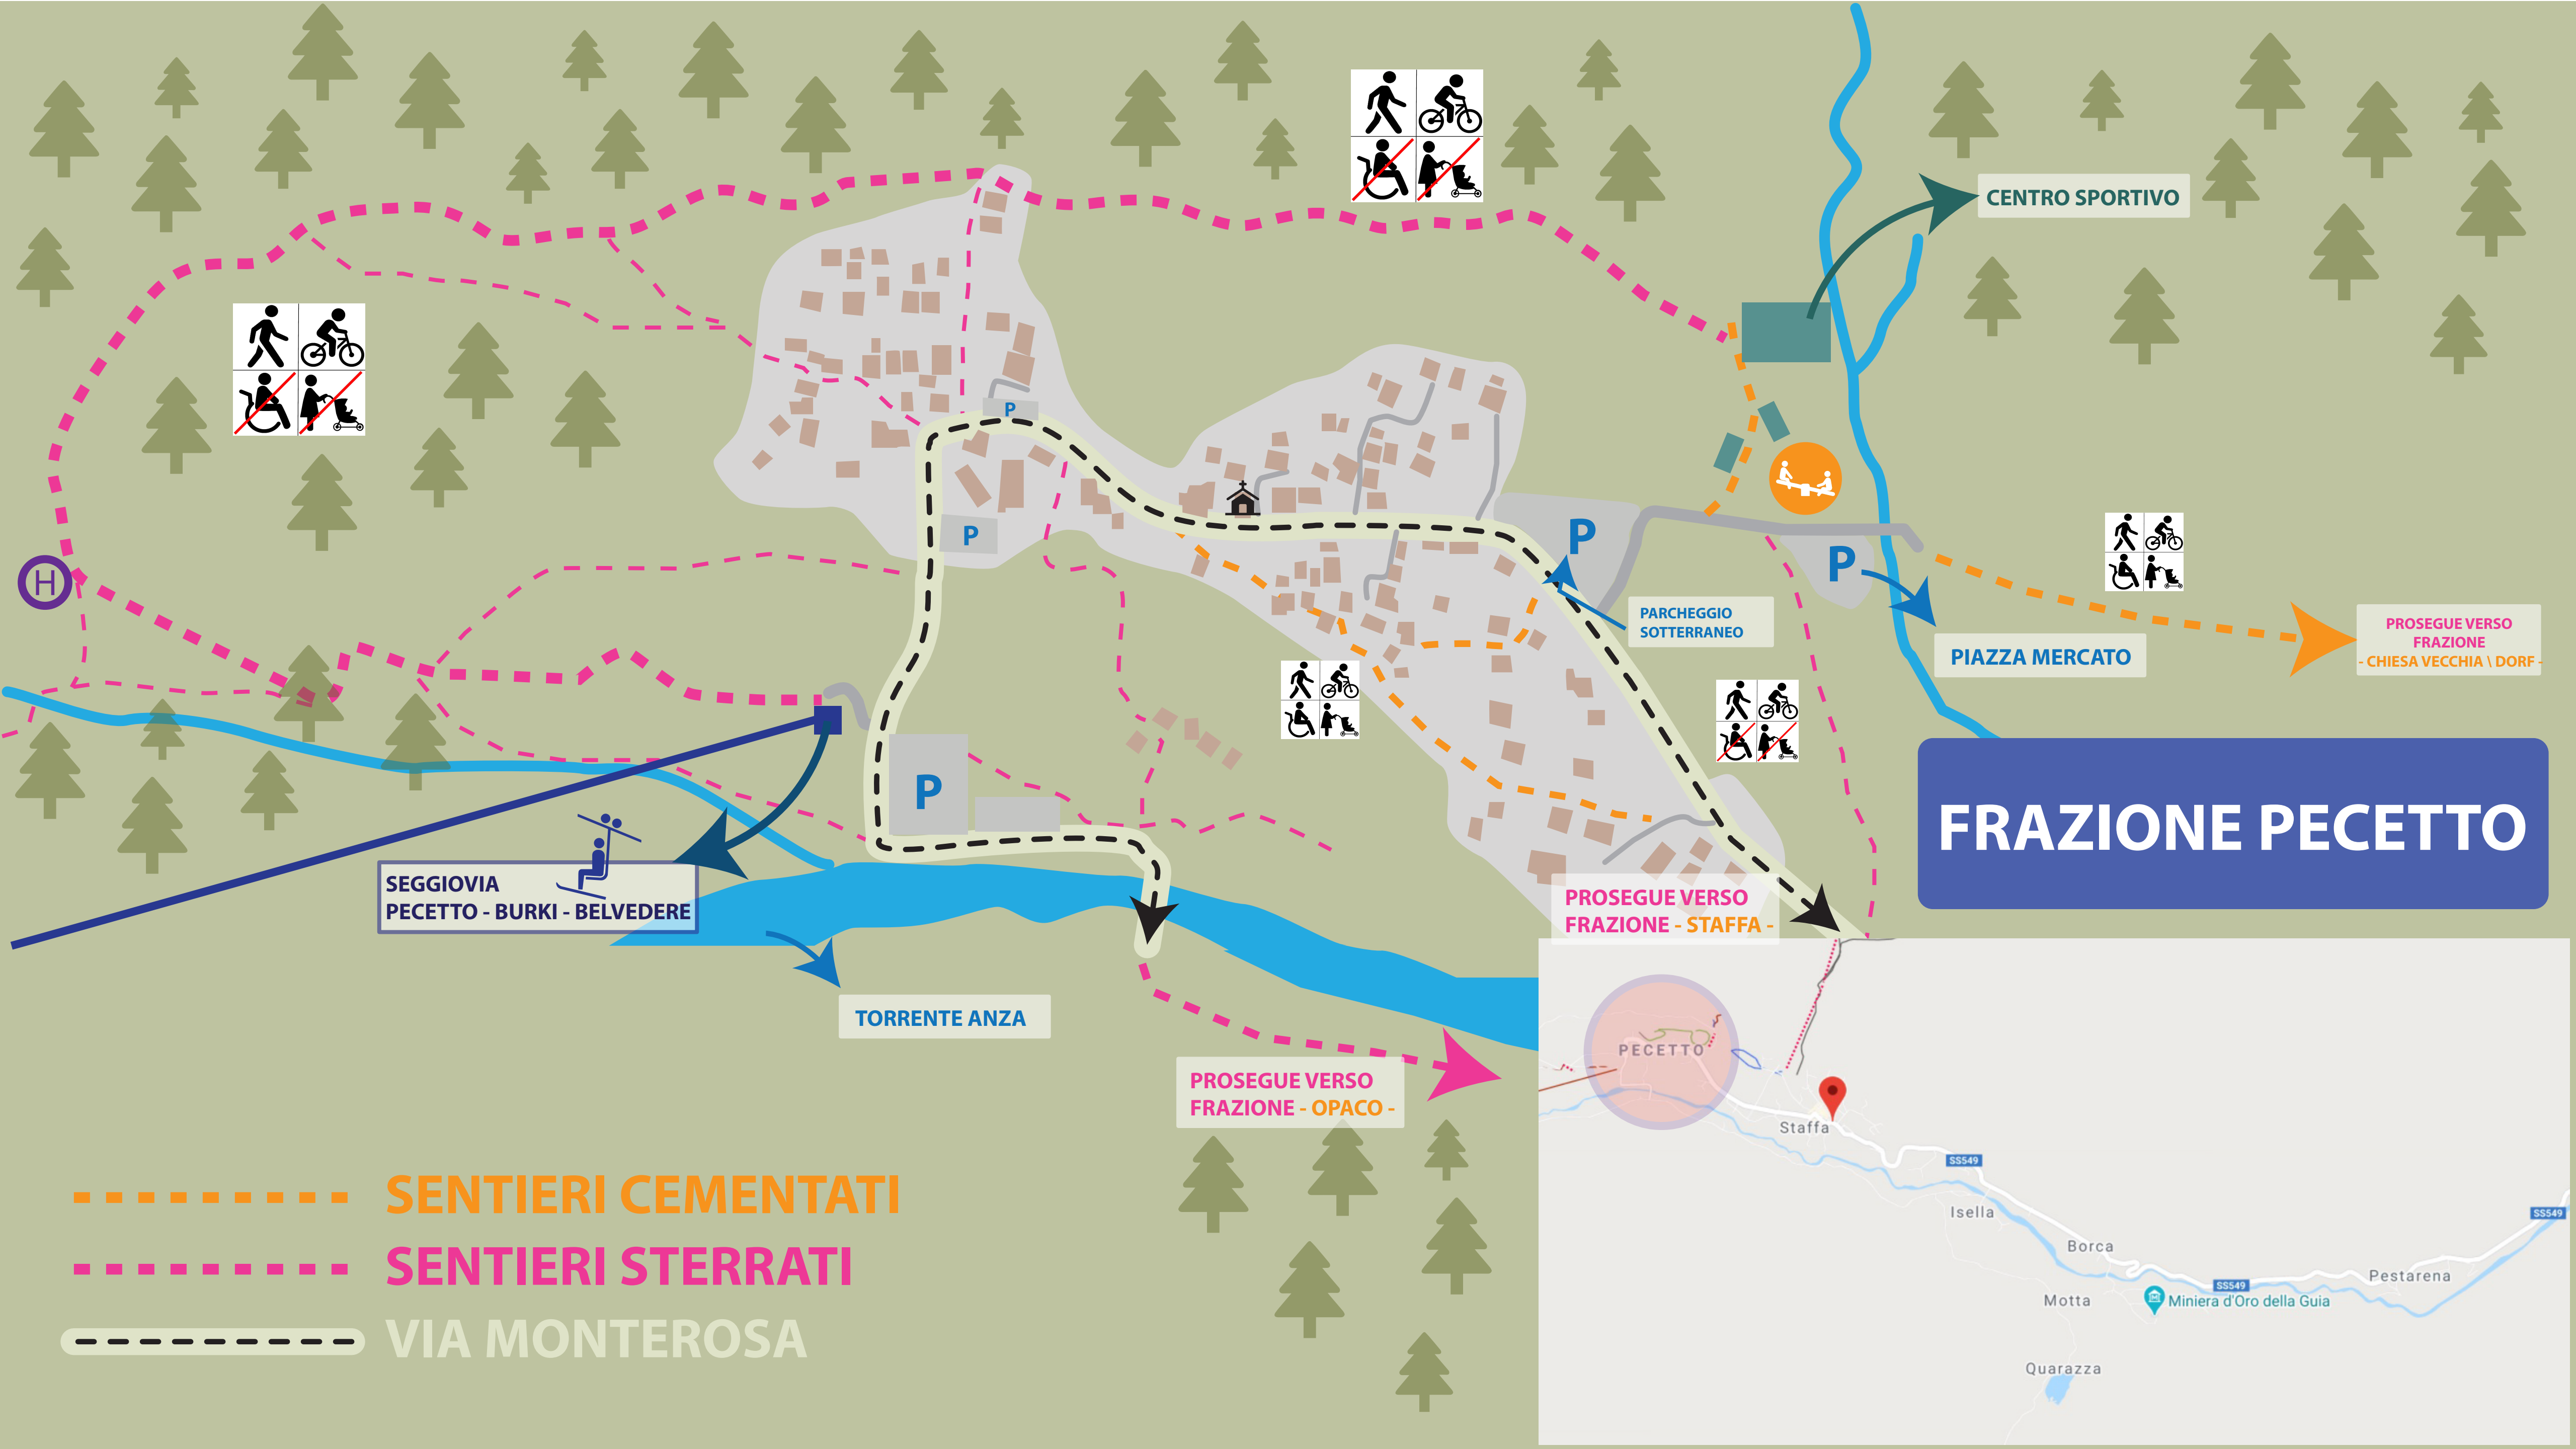 CENTRO SPORTIVO
P
P
P
P
H
PARCHEGGIO
SOTTERRANEO
PIAZZA MERCATO
PROSEGUE VERSO
FRAZIONE
- CHIESA VECCHIA \ DORF -
P
FRAZIONE PECETTO
SEGGIOVIA
PECETTO - BURKI - BELVEDERE
PROSEGUE VERSO
FRAZIONE - STAFFA -
TORRENTE ANZA
PROSEGUE VERSO
FRAZIONE - OPACO -
PECETTO
Staffa
SS549
Isella
SS549
Borca
Pestarena
SS549
Motta
Miniera d'Oro della Guia
Quarazza
SENTIERI CEMENTATI
SENTIERI STERRATI
VIA MONTEROSA